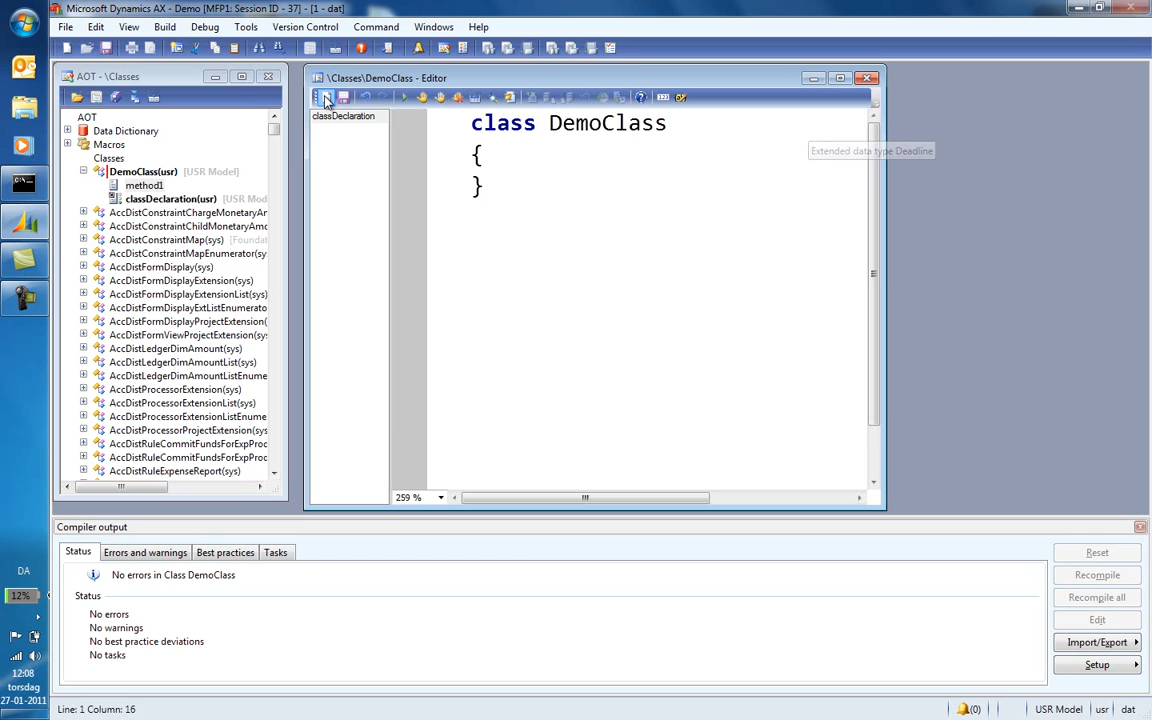 Microsoft Dynamics AX - Demo [MFP1: Session ID - 37] - [1 - dat]
File Edit View Build Debug Tools Version Control Command Windows Help
AOT - \Classes
AOT
Data Dictionary
Macros
Classes
DemoClass(usr) [USR Model]
method1
classDeclaration(usr) [USR Mod
AccDistConstraintChargeMonetaryAr
AccDistConstraintChildMonetaryAmo
AccDistConstraintMap(sys) [Founda
AccDistConstraintMapEnumerator(sy
AccDistFormDisplay(sys)
AccDistFormDisplayExtension(sys)
AccDistFormDisplayExtensionList(sys)
AccDistFormDisplayExtListEnumerato
AccDistFormDisplayProjectExtension(
AccDistFormViewProjectExtension(sy
AccDistLedgerDimAmount(sys)
AccDistLedgerDimAmountList(sys)
AccDistLedgerDimAmountListEnume
AccDistProcessorExtension(sys)
AccDistProcessorExtensionList(sys)
AccDistProcessorExtensionListEnume
AccDistProcessorProjectExtension(sys
AccDistRuleCommitFundsForExpProc
AccDistRuleCommitFundsForExpProc
AccDistRuleExpenseReport(sys)
\Classes\DemoClass - Editor
classDeclaration
class DemoClass
{
}
Extended data type Deadline
259 %
Compiler output
Status Errors and warnings Best practices Tasks
No errors in Class DemoClass
Status
No errors
No warnings
No best practice deviations
No tasks
Reset
Recompile
Recompile all
Edit
Import/Export
Setup
DA
12%
12:08
torsdag
27-01-2011
Line: 1 Column: 16
(0)
USR Model usr dat